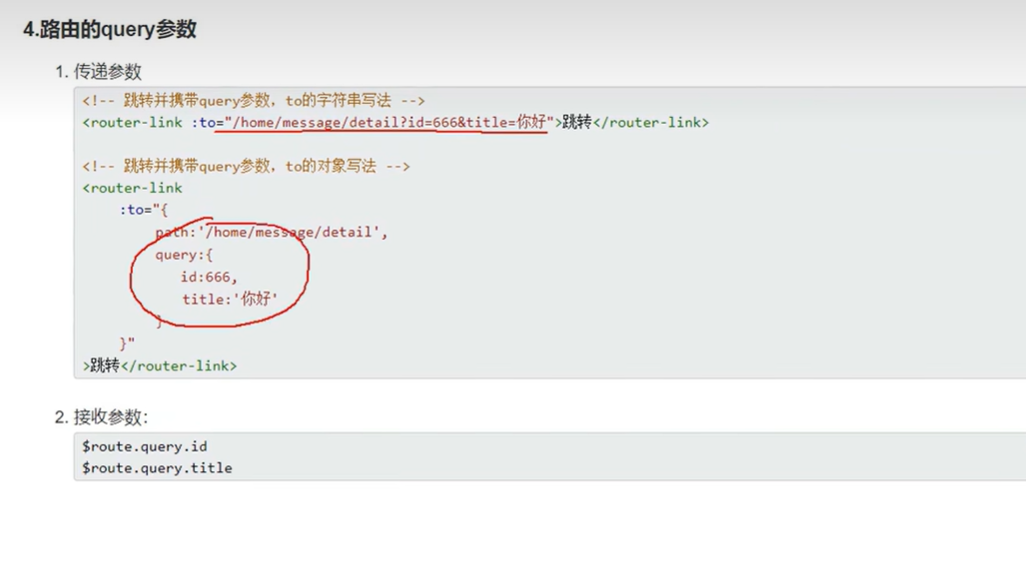 4.路由的query参数
1. 传递参数
<!-- 跳转并携带query参数，to的字符串写法 -->
<router-link :to="/home/message/detail?id=666&title=你好">跳转</router-link>
<!-- 跳转并携带query参数，to的对象写法 -->
<router-link
:to="{
path:'/home/message/detail',
query:{
id:666,
title:'你好'
}
}"
>跳转</router-link>
2. 接收参数：
$route.query.id
$route.query.title